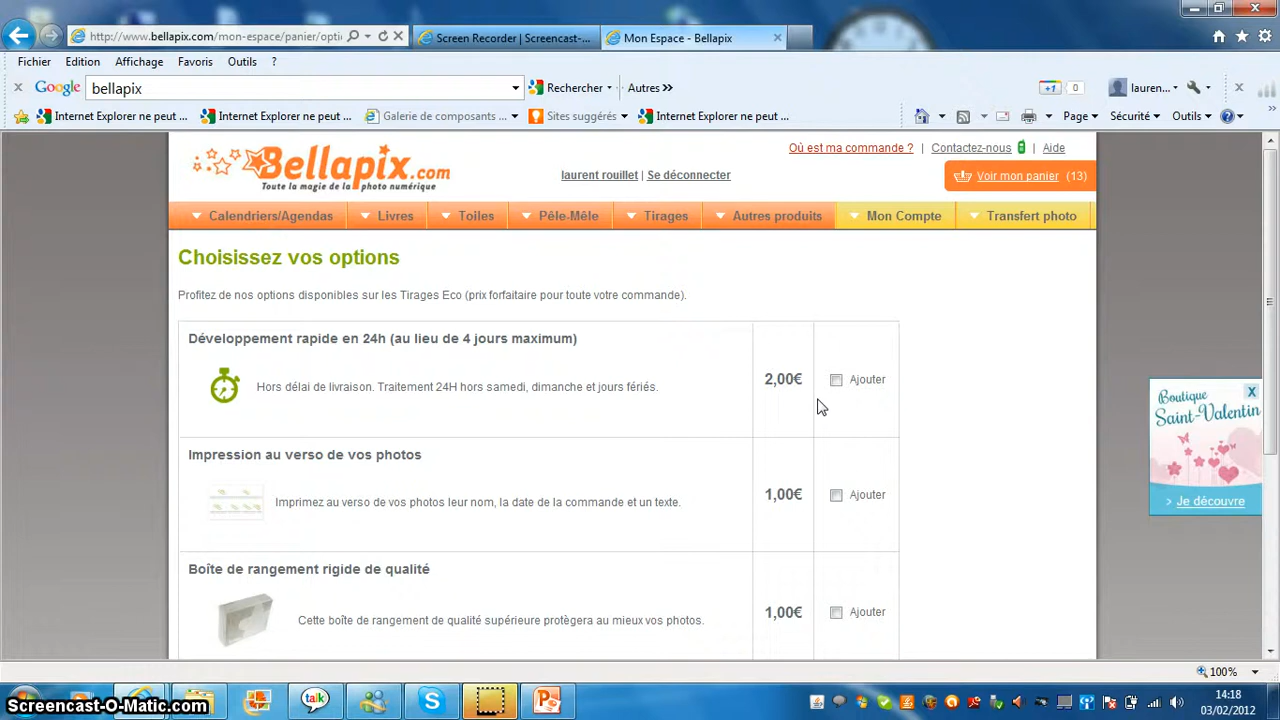 http://www.bellapix.com/mon-espace/panier/opti
Screen Recorder | Screencast-...
Mon Espace - Bellapix
Fichier Edition Affichage Favoris Outils ?
Google bellapix Rechercher Autres »
+1 0 lauren...
Internet Explorer ne peut ... Internet Explorer ne peut ... Galerie de composants ... Sites suggérés Internet Explorer ne peut ... Page Sécurité Outils
Bellapix.com
Toute la magie de la photo numérique
laurent rouillet | Se déconnecter
Où est ma commande ? | Contactez-nous | Aide
Voir mon panier (13)
Calendriers/Agendas Livres Toiles Pêle-Mêle Tirages Autres produits Mon Compte Transfert photo
Choisissez vos options
Profitez de nos options disponibles sur les Tirages Eco (prix forfaitaire pour toute votre commande).
Développement rapide en 24h (au lieu de 4 jours maximum)
Hors délai de livraison. Traitement 24H hors samedi, dimanche et jours fériés.
2,00€ Ajouter
Impression au verso de vos photos
Imprimez au verso de vos photos leur nom, la date de la commande et un texte.
1,00€ Ajouter
Boîte de rangement rigide de qualité
Cette boîte de rangement de qualité supérieure protègera au mieux vos photos.
1,00€ Ajouter
X
Boutique
Saint-Valentin
> Je découvre
100%
talk
14:18
03/02/2012
Screencast-O-Matic.com